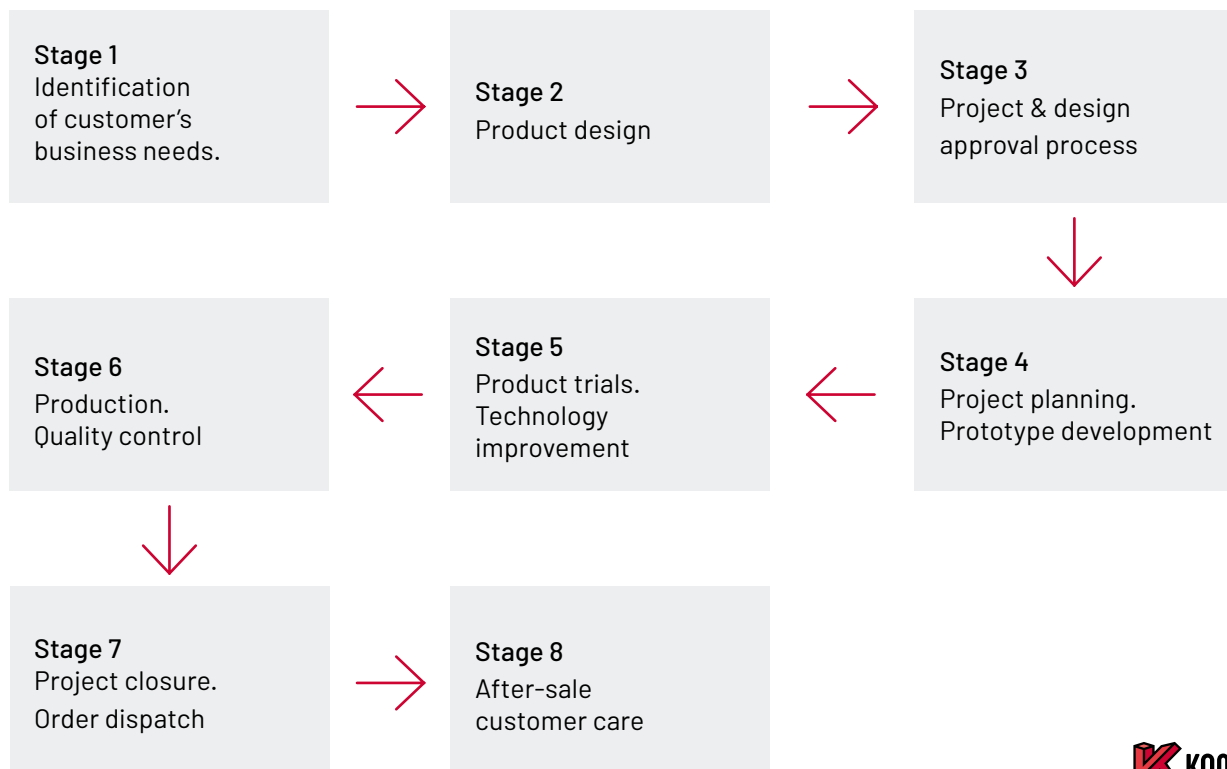 Stage 1
Identification
of customer's
business needs.
Stage 2
Product design
Stage 3
Project & design
approval process
Stage 4
Project planning.
Prototype development
Stage 5
Product trials.
Technology
improvement
Stage 6
Production.
Quality control
Stage 7
Project closure.
Order dispatch
Stage 8
After-sale
customer care